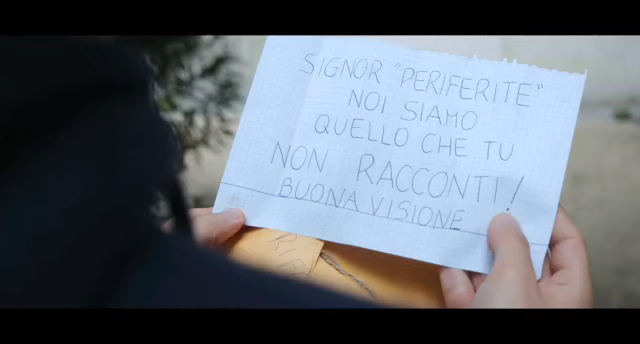 SIGNOR "PERIFERITE"
NOI SIAMO
QUELLO CHE TU
NON RACCONTI!
BUONA VISIONE